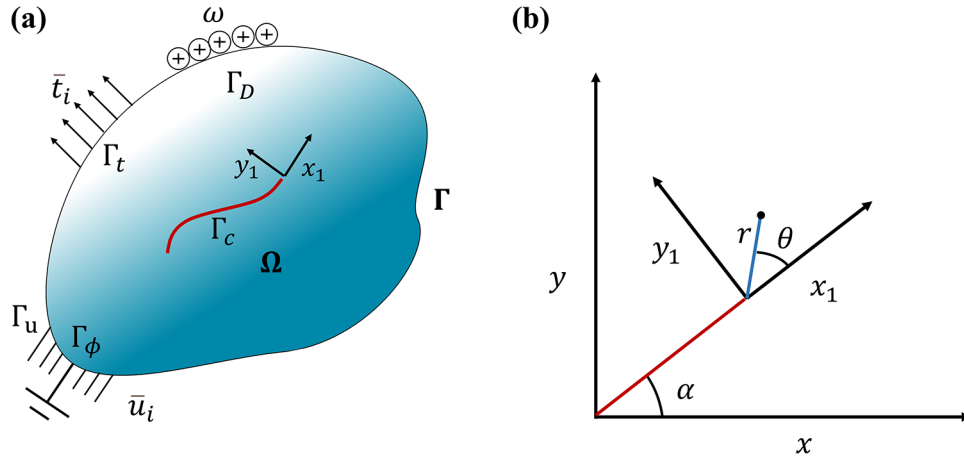 (a)
ω
t̄ᵢ
Γ_D
Γ_t
y₁
x₁
Γ
Γ_c
Ω
Γ_u
Γ_ϕ
ūᵢ
(b)
y
y₁
r
θ
x₁
α
x